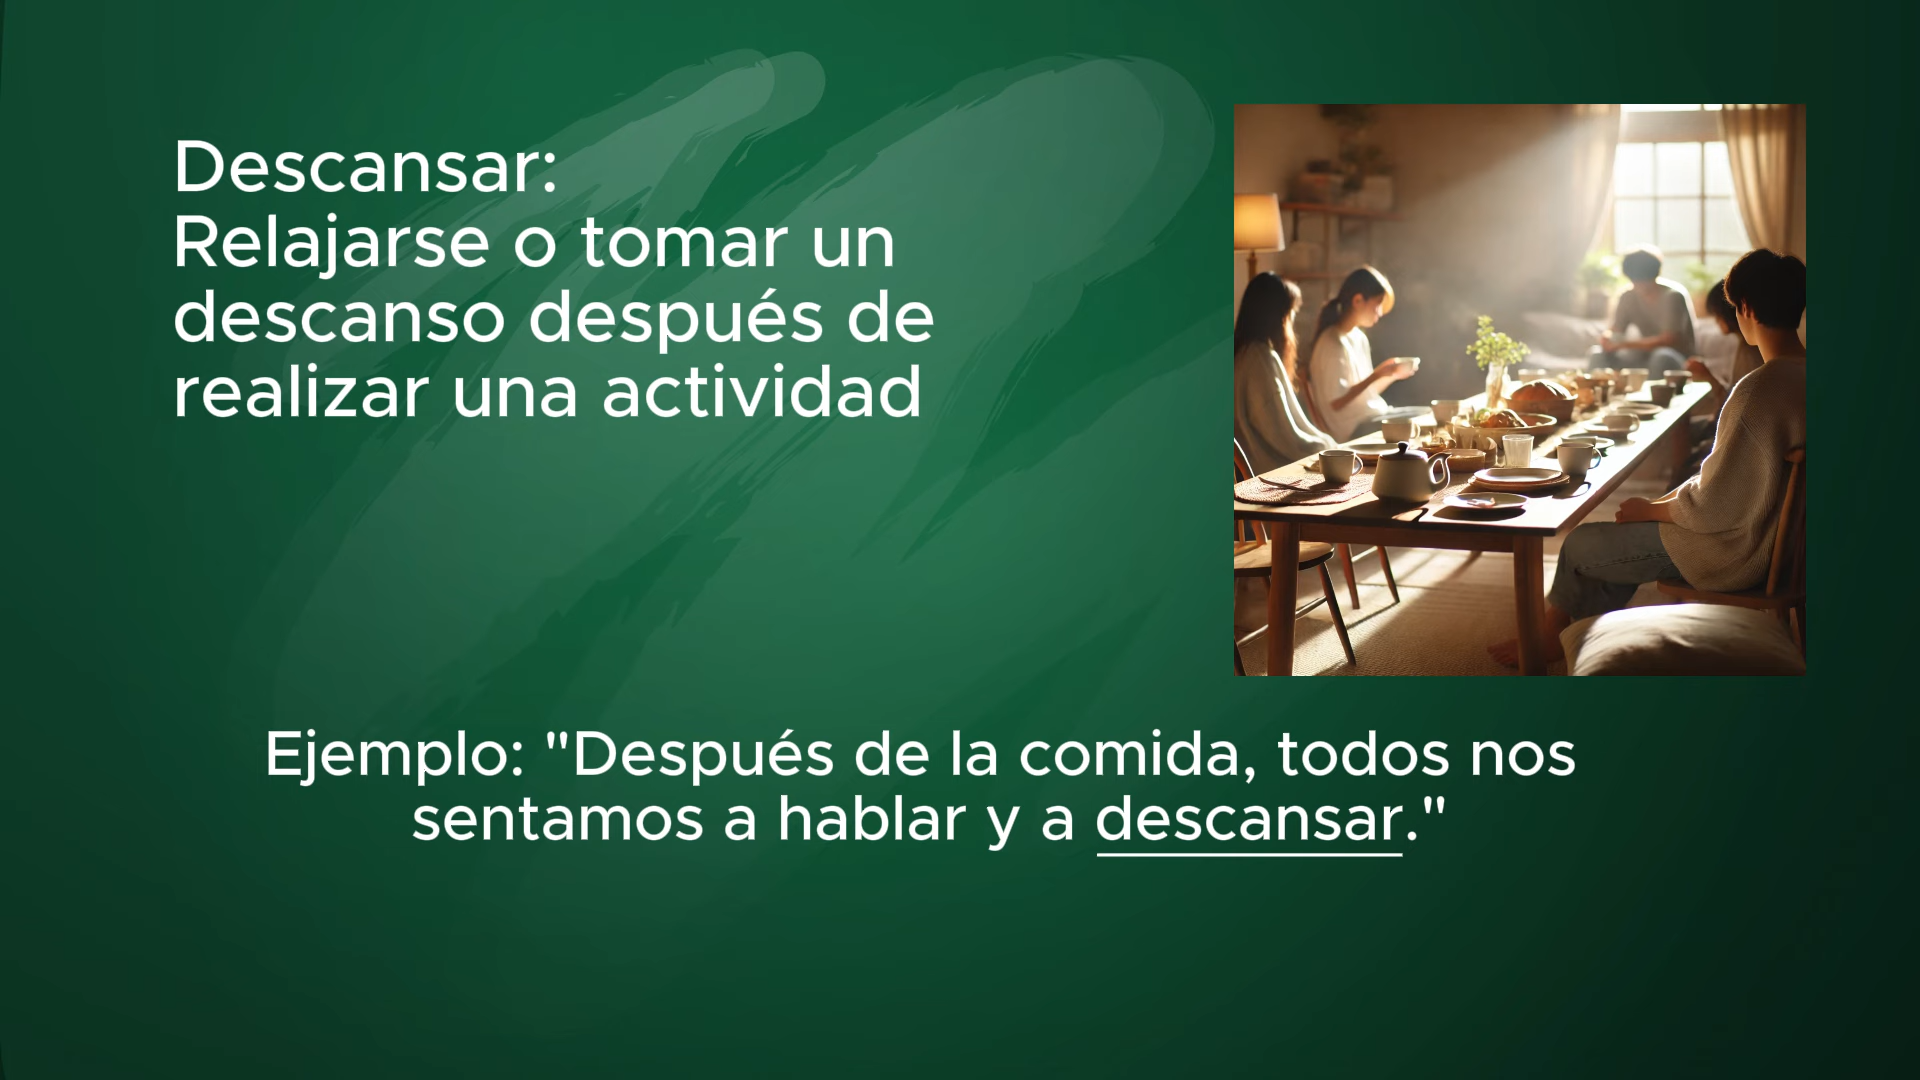 Descansar:
Relajarse o tomar un
descanso después de
realizar una actividad
Ejemplo: "Después de la comida, todos nos
sentamos a hablar y a descansar."